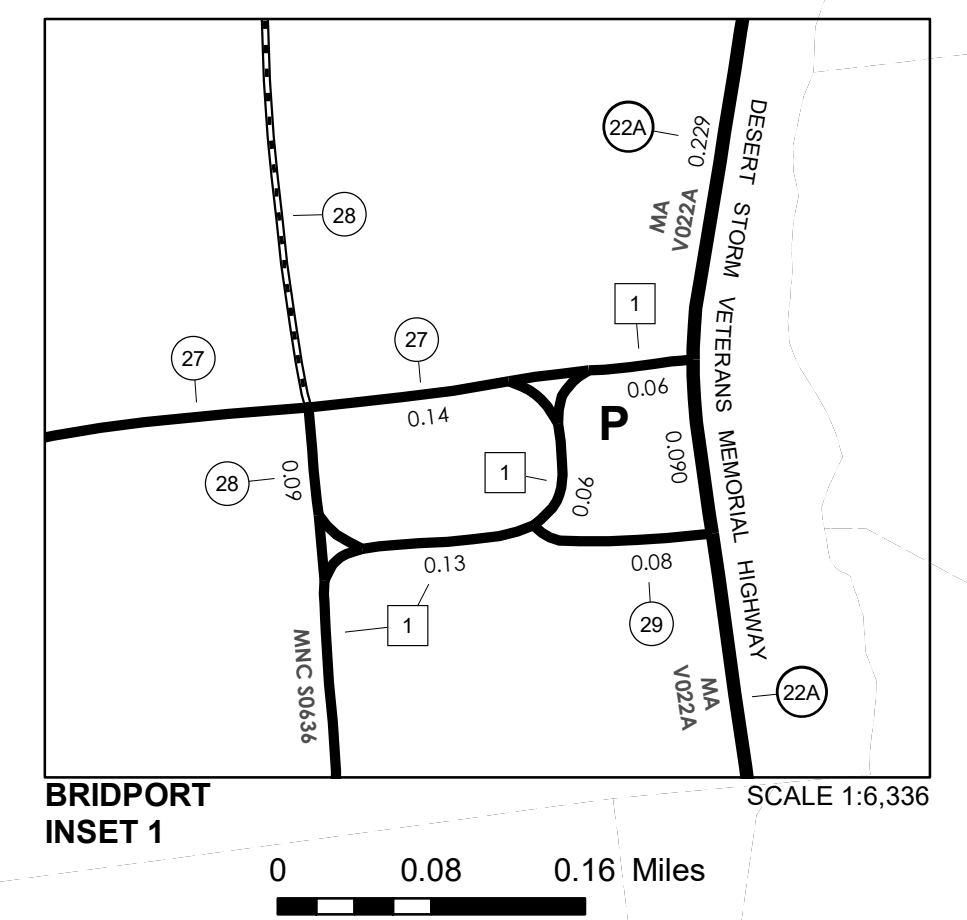 22A
0.229
DESERT STORM VETERANS MEMORIAL HIGHWAY
MA
V022A
28
1
27
27
0.14
0.06
P
0.090
28
0.09
1
0.06
0.13
0.08
1
29
MNC S0636
MA
V022A
22A
BRIDPORT
INSET 1
SCALE 1:6,336
0 0.08 0.16 Miles